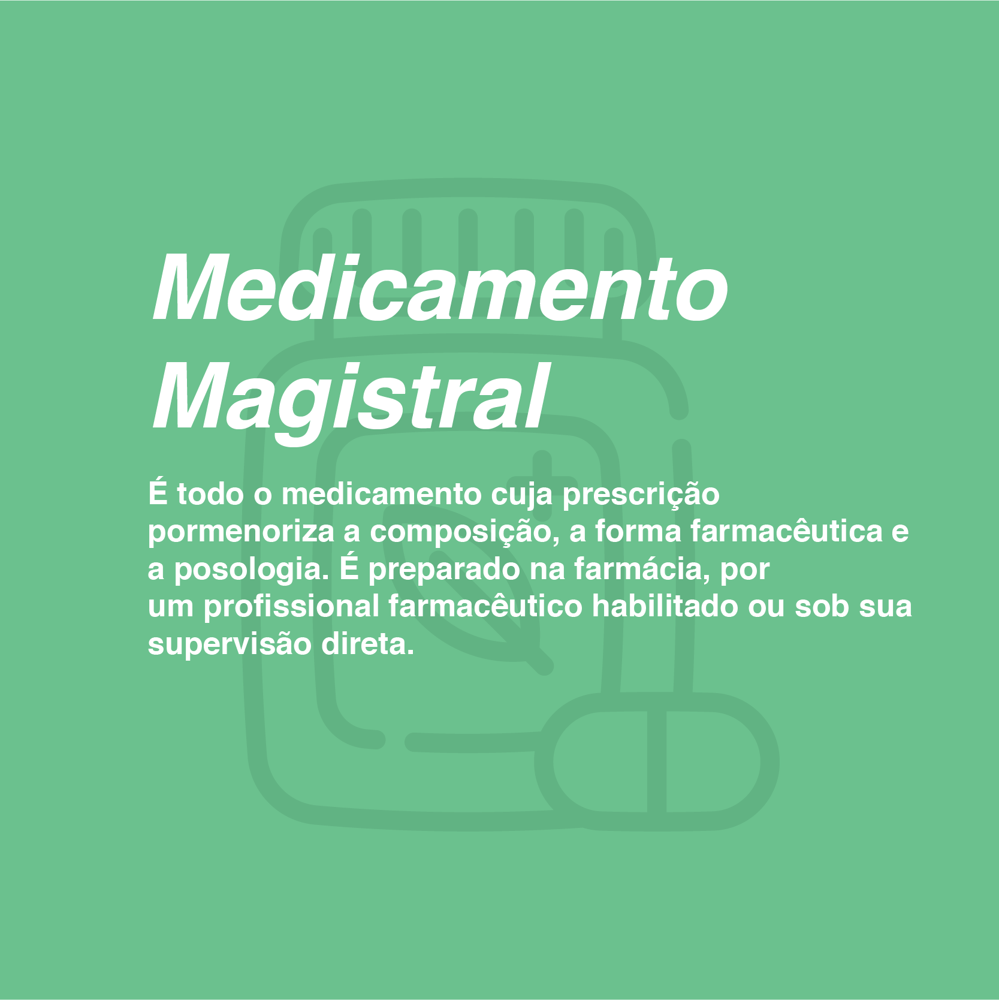 Medicamento
Magistral
É todo o medicamento cuja prescrição
pormenoriza a composição, a forma farmacêutica e
a posologia. É preparado na farmácia, por
um profissional farmacêutico habilitado ou sob sua
supervisão direta.